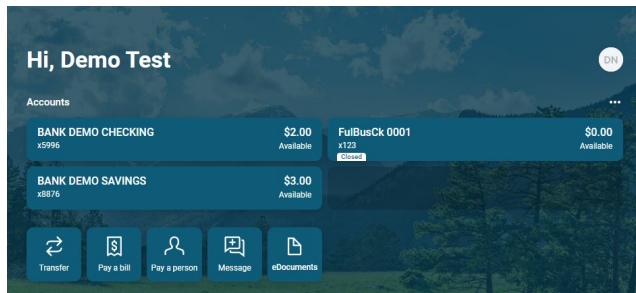 Hi, Demo Test
DN
Accounts
BANK DEMO CHECKING
x5996
$2.00
Available
FulBusCk 0001
x123
Closed
$0.00
Available
BANK DEMO SAVINGS
x8876
$3.00
Available
Transfer
Pay a bill
Pay a person
Message
eDocuments